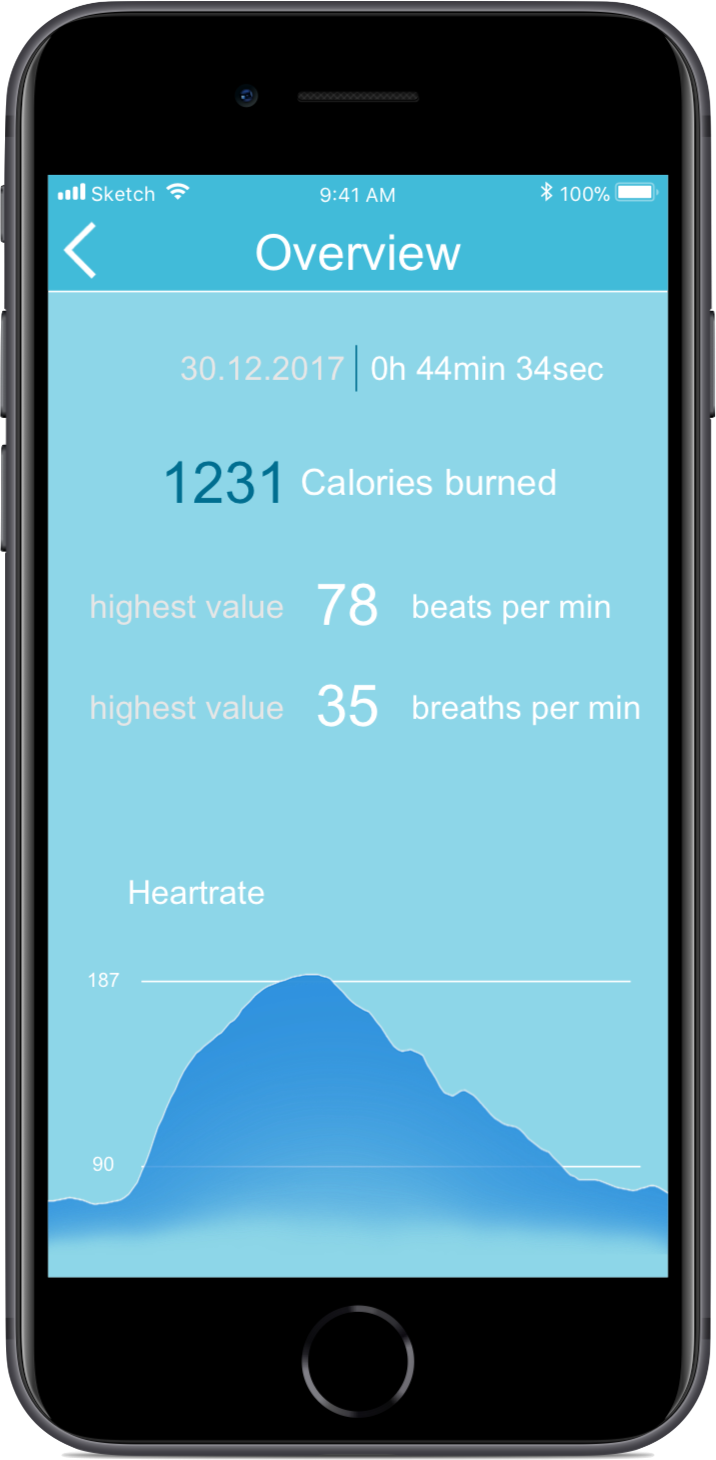 Sketch 9:41 AM 100%
Overview
30.12.2017 0h 44min 34sec
1231 Calories burned
highest value 78 beats per min
highest value 35 breaths per min
Heartrate
187
90